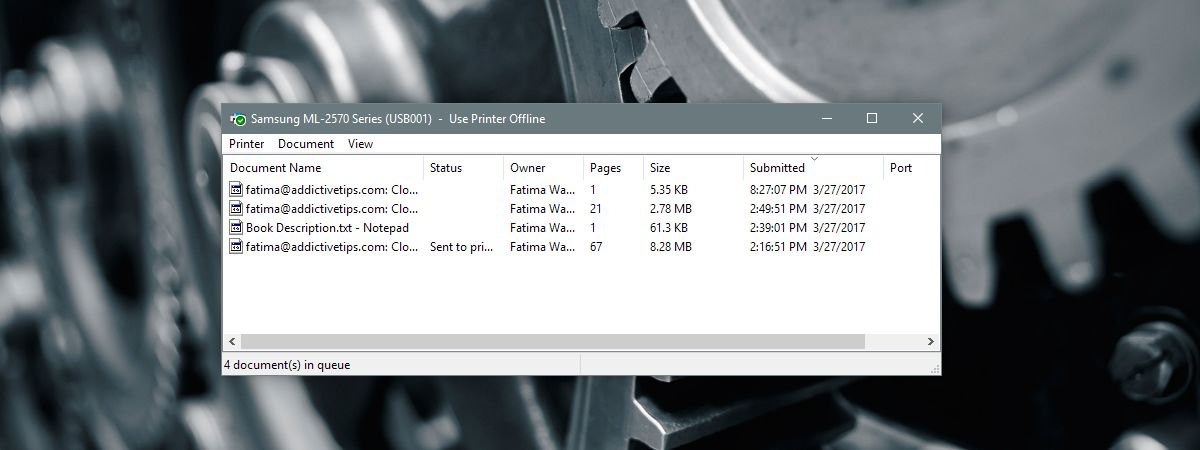 Samsung ML-2570 Series (USB001) - Use Printer Offline
Printer Document View
Document Name Status Owner Pages Size Submitted Port
fatima@addictivetips.com: Clo... Fatima Wa... 1 5.35 KB 8:27:07 PM 3/27/2017
fatima@addictivetips.com: Clo... Fatima Wa... 21 2.78 MB 2:49:51 PM 3/27/2017
Book Description.txt - Notepad Fatima Wa... 1 61.3 KB 2:39:01 PM 3/27/2017
fatima@addictivetips.com: Clo... Sent to pri... Fatima Wa... 67 8.28 MB 2:16:51 PM 3/27/2017
4 document(s) in queue